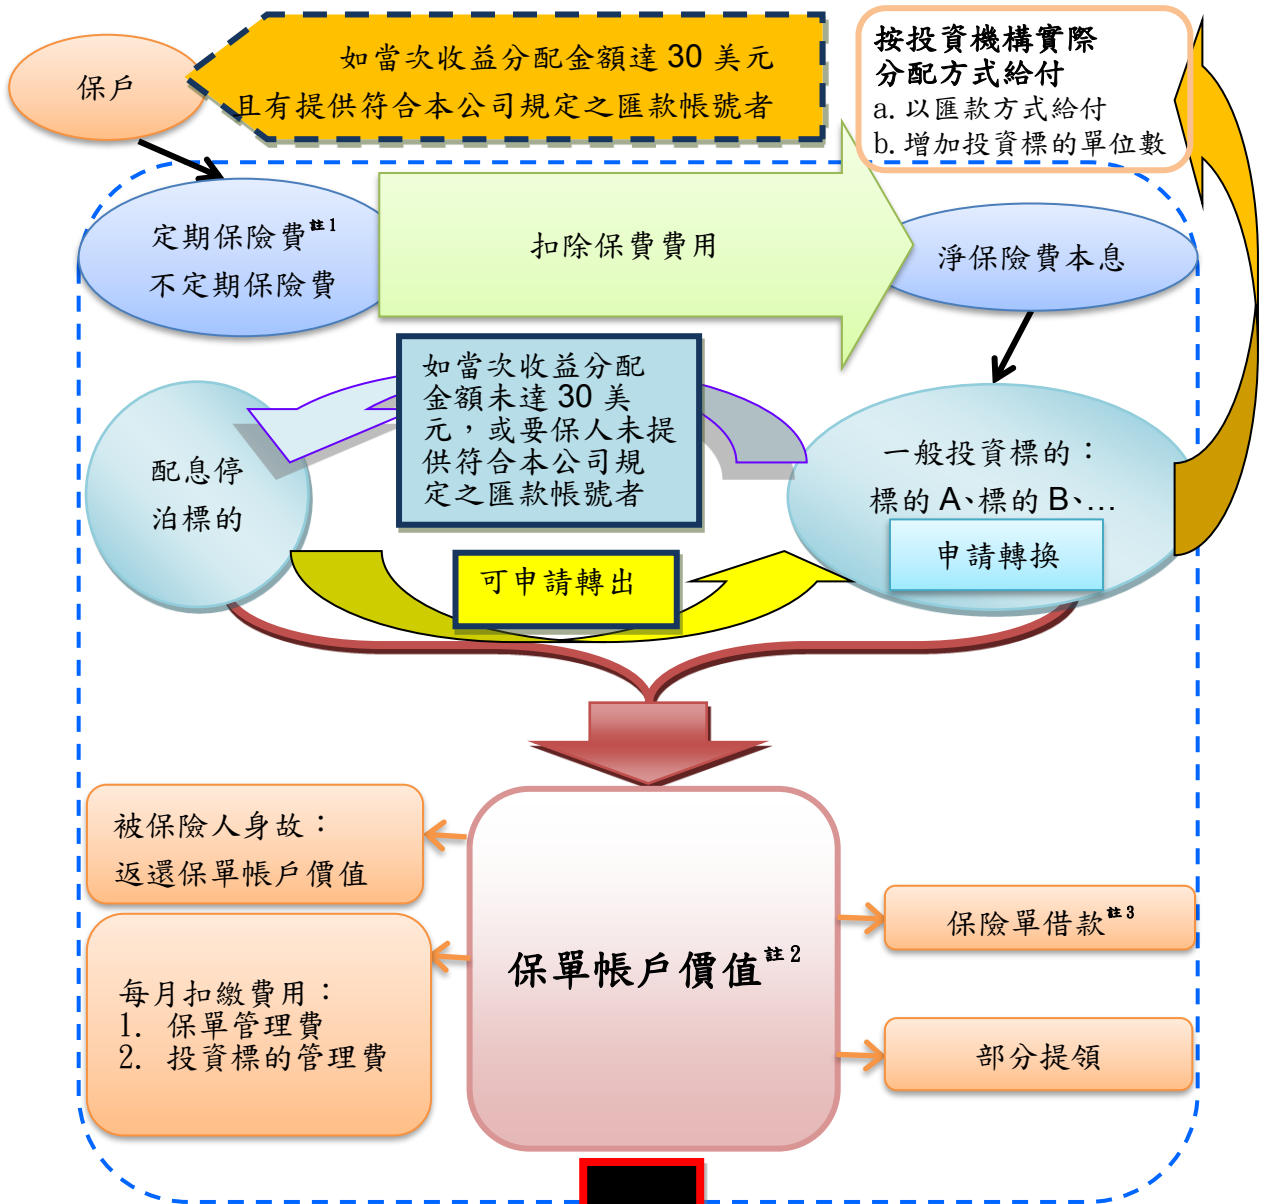 保戶
如當次收益分配金額達 30 美元
且有提供符合本公司規定之匯款帳號者
按投資機構實際
分配方式給付
a. 以匯款方式給付
b. 增加投資標的單位數
定期保險費註1
不定期保險費
扣除保費費用
淨保險費本息
如當次收益分配
金額未達 30 美
元，或要保人未提
供符合本公司規
定之匯款帳號者
配息停
泊標的
一般投資標的：
標的 A、標的 B、…
申請轉換
可申請轉出
被保險人身故：
返還保單帳戶價值
每月扣繳費用：
1. 保單管理費
2. 投資標的管理費
保單帳戶價值註2
保險單借款註3
部分提領